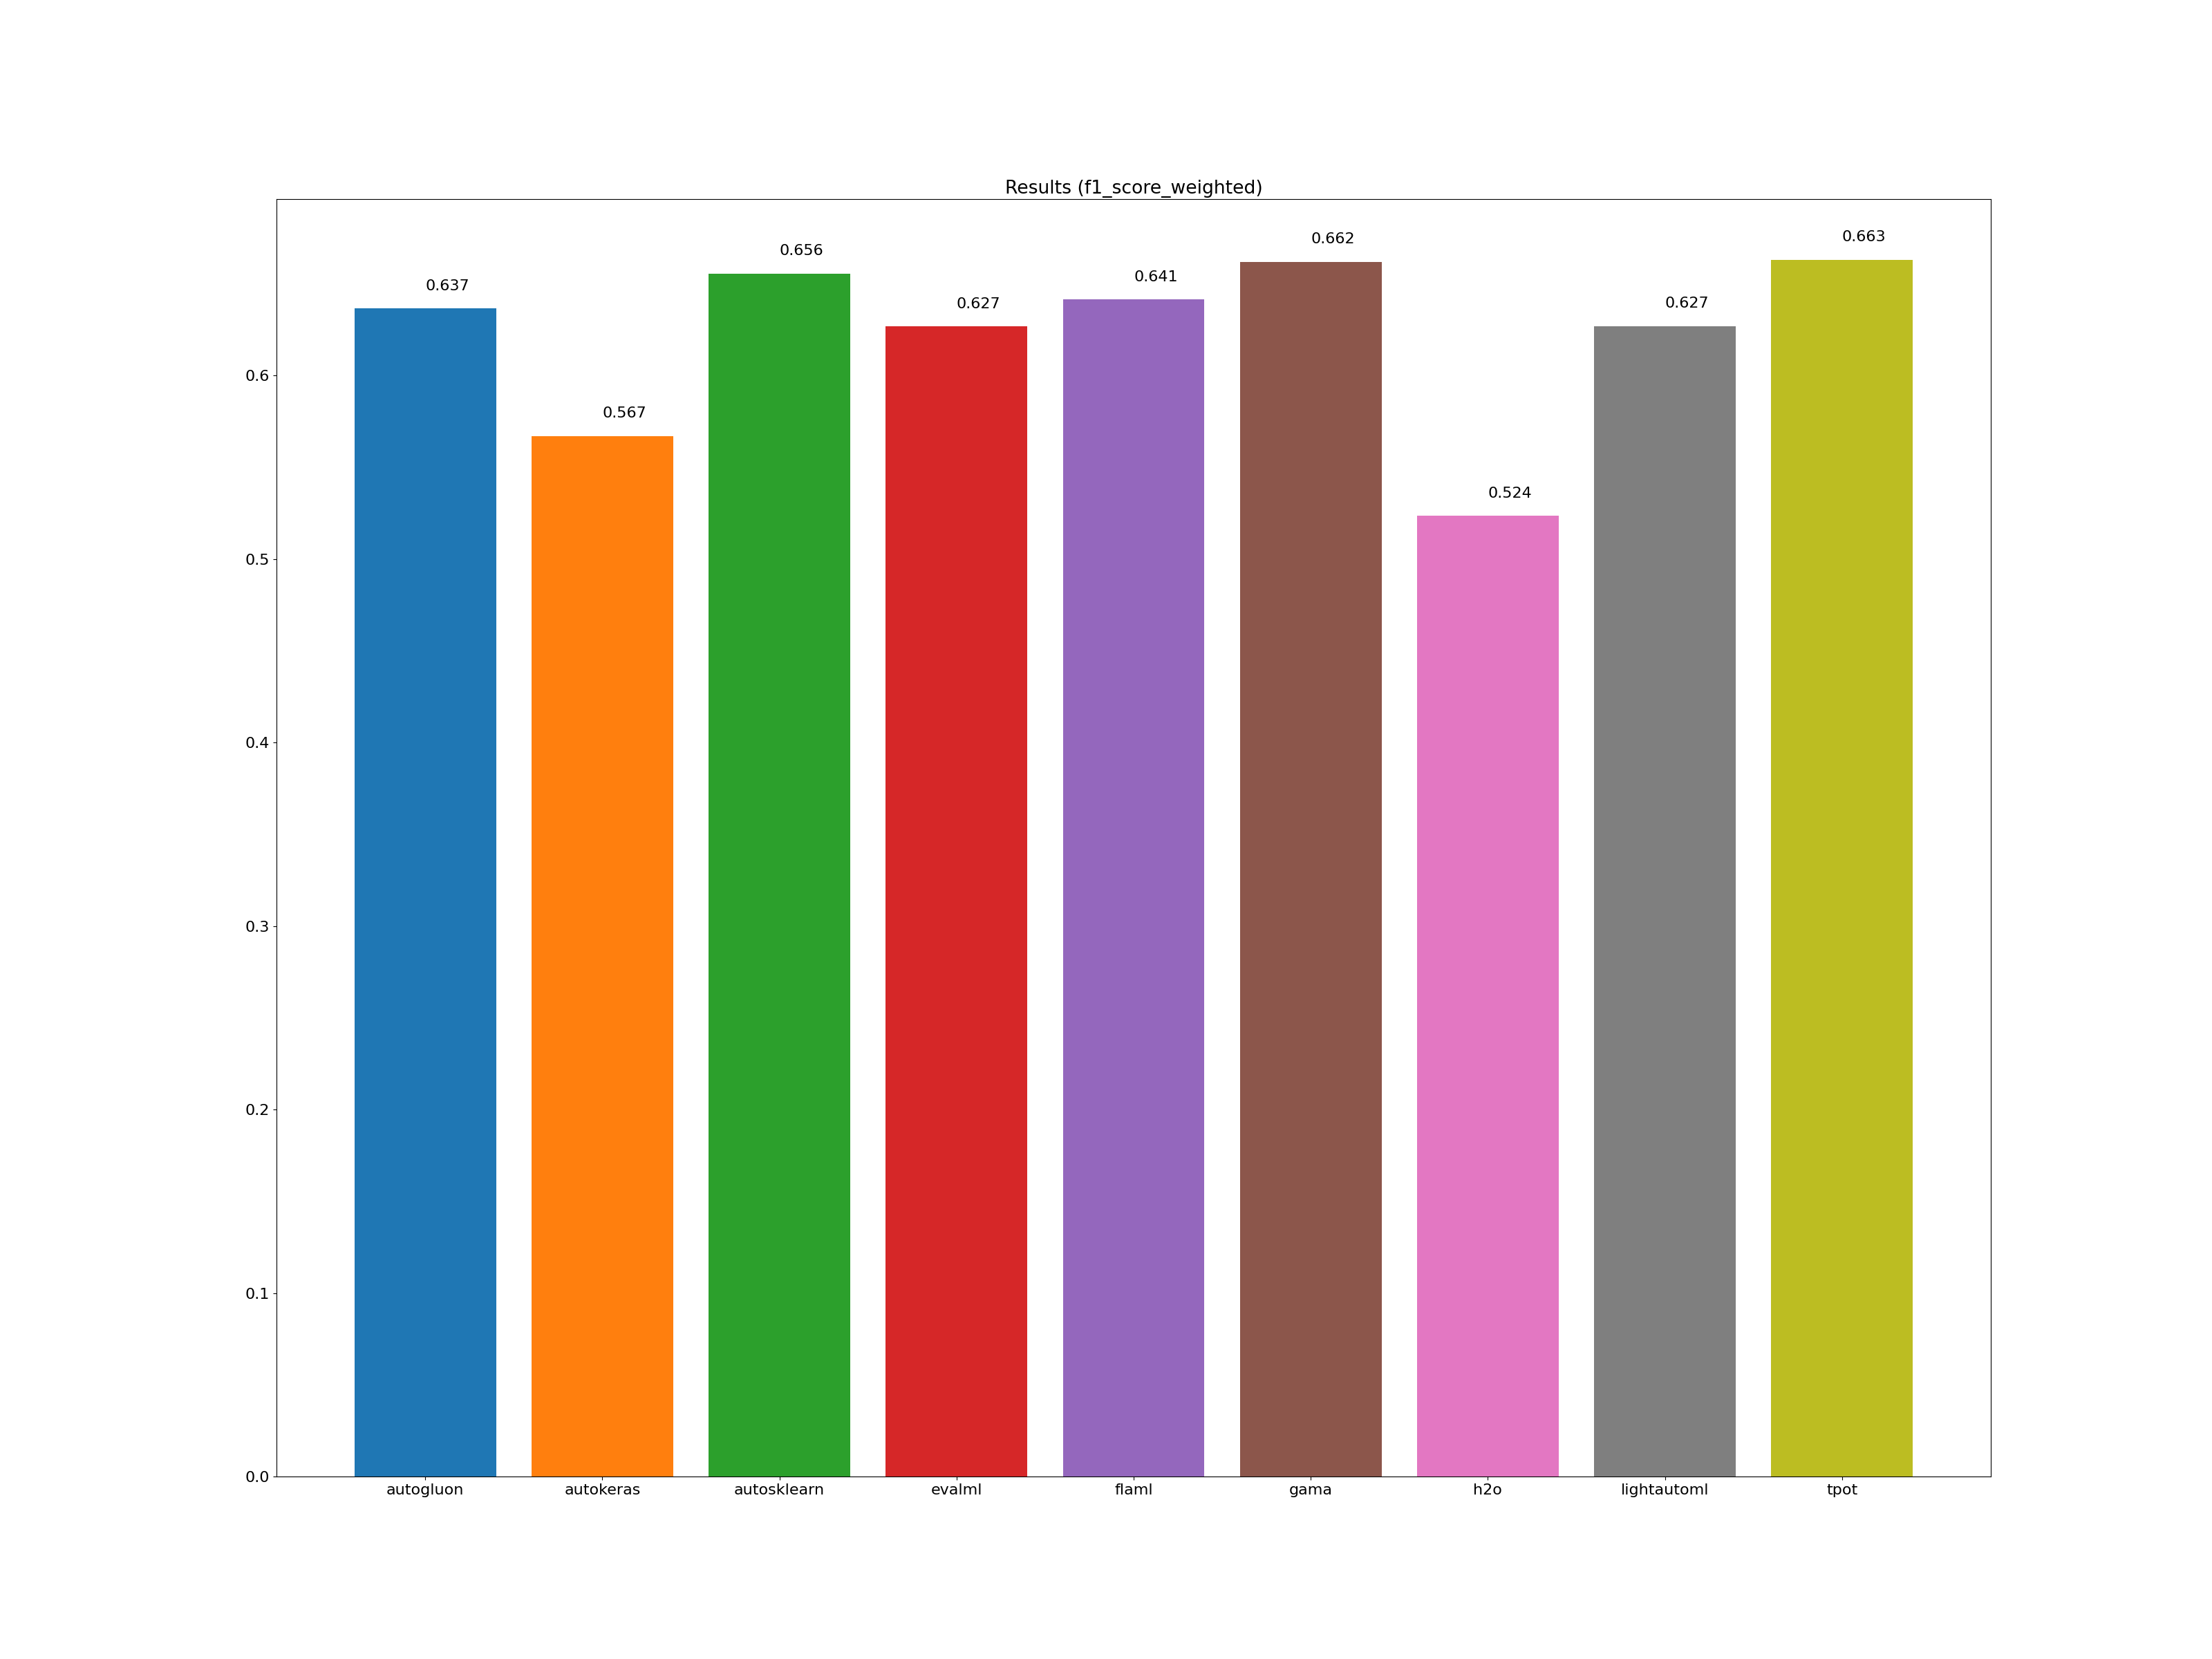 Results (f1_score_weighted)
0.637
0.567
0.656
0.627
0.641
0.662
0.524
0.627
0.663
0.6
0.5
0.4
0.3
0.2
0.1
0.0
autogluon
autokeras
autosklearn
evalml
flaml
gama
h2o
lightautoml
tpot